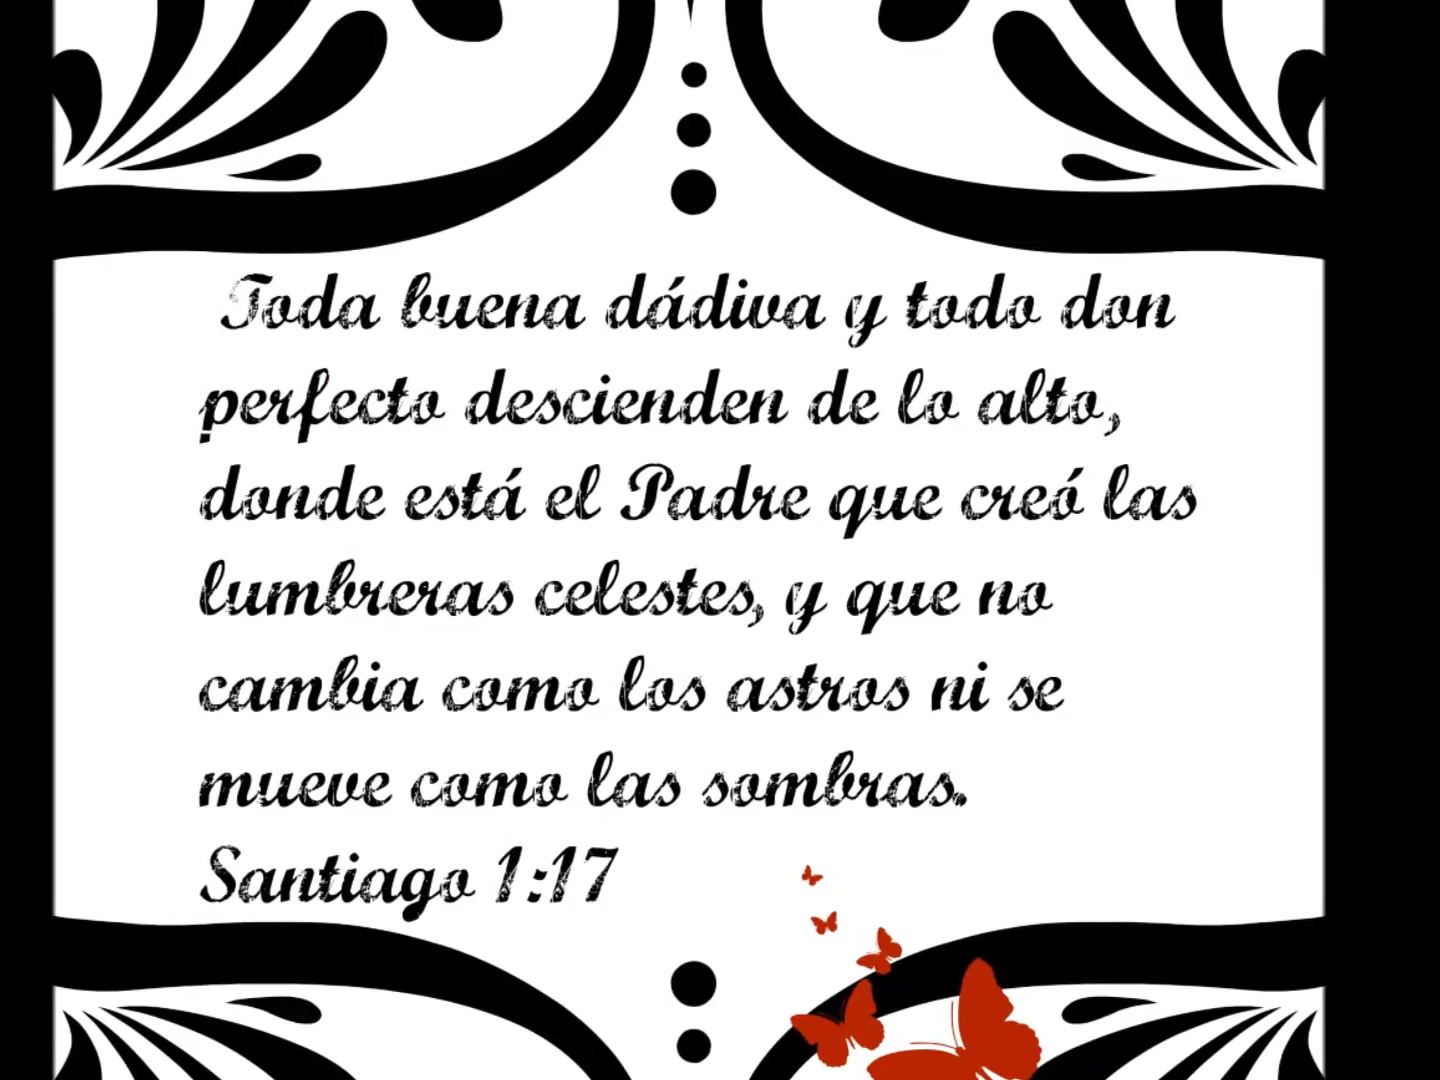 Toda buena dádiva y todo don
perfecto descienden de lo alto,
donde está el Padre que creó las
lumbreras celestes, y que no
cambia como los astros ni se
mueve como las sombras.
Santiago 1:17